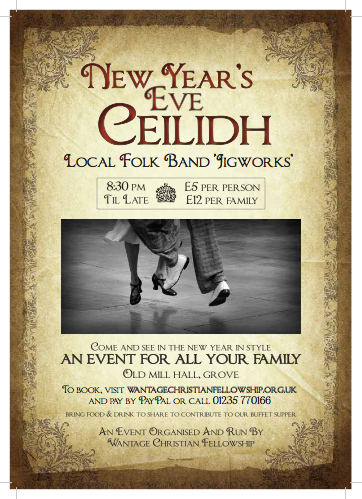 New Year's
Eve
Ceilidh
Local Folk Band 'Jigworks'
8:30 pm
Til Late
£5 per person
£12 per family
Come and see in the new year in style
an event for all your family
Old Mill Hall, Grove
To book, visit wantagechristianfellowship.org.uk
and pay by PayPal or call 01235 770166
bring food & drink to share to contribute to our buffet supper
An Event Organised And Run By
Wantage Christian Fellowship